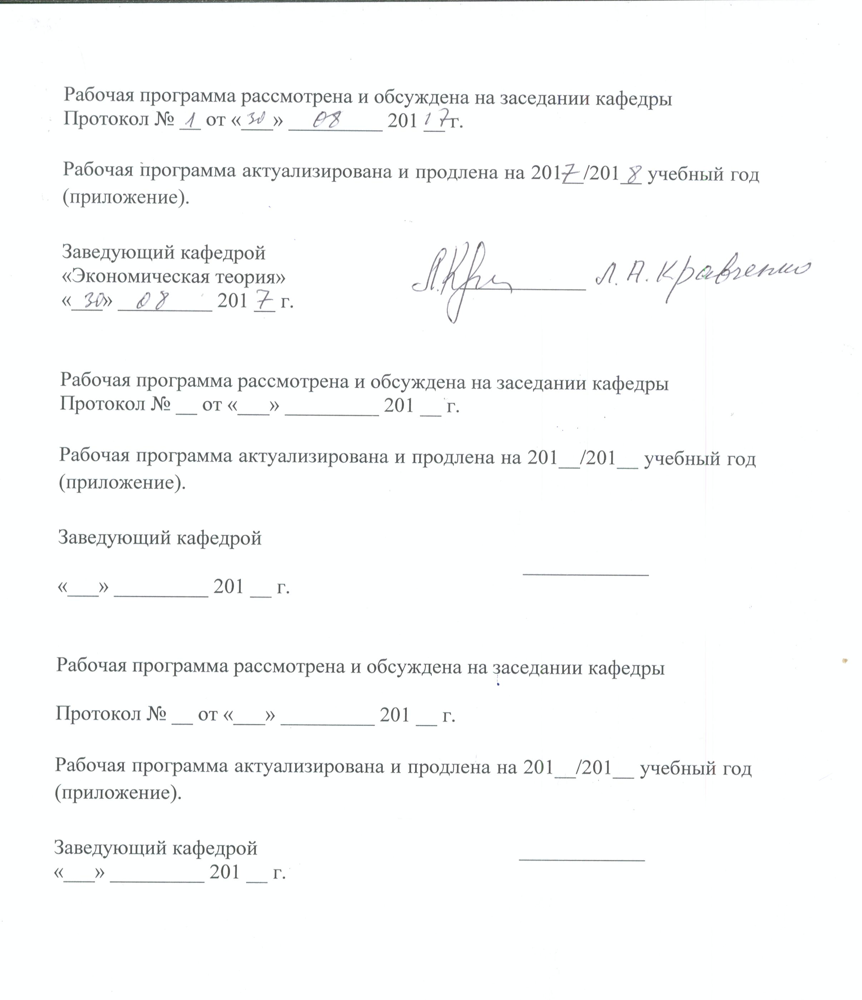 Рабочая программа рассмотрена и обсуждена на заседании кафедры
Протокол № 1 от «30» 08 201 17г.
Рабочая программа актуализирована и продлена на 2017/2018 учебный год
(приложение).
Заведующий кафедрой
«Экономическая теория»
«30» 08 201 7 г.
Л. А. Кравченко
Рабочая программа рассмотрена и обсуждена на заседании кафедры
Протокол № __ от «___» _________ 201 __ г.
Рабочая программа актуализирована и продлена на 201__/201__ учебный год
(приложение).
Заведующий кафедрой
____________
«___» _________ 201 __ г.
Рабочая программа рассмотрена и обсуждена на заседании кафедры
Протокол № __ от «___» _________ 201 __ г.
Рабочая программа актуализирована и продлена на 201__/201__ учебный год
(приложение).
Заведующий кафедрой ____________
«___» _________ 201 __ г.